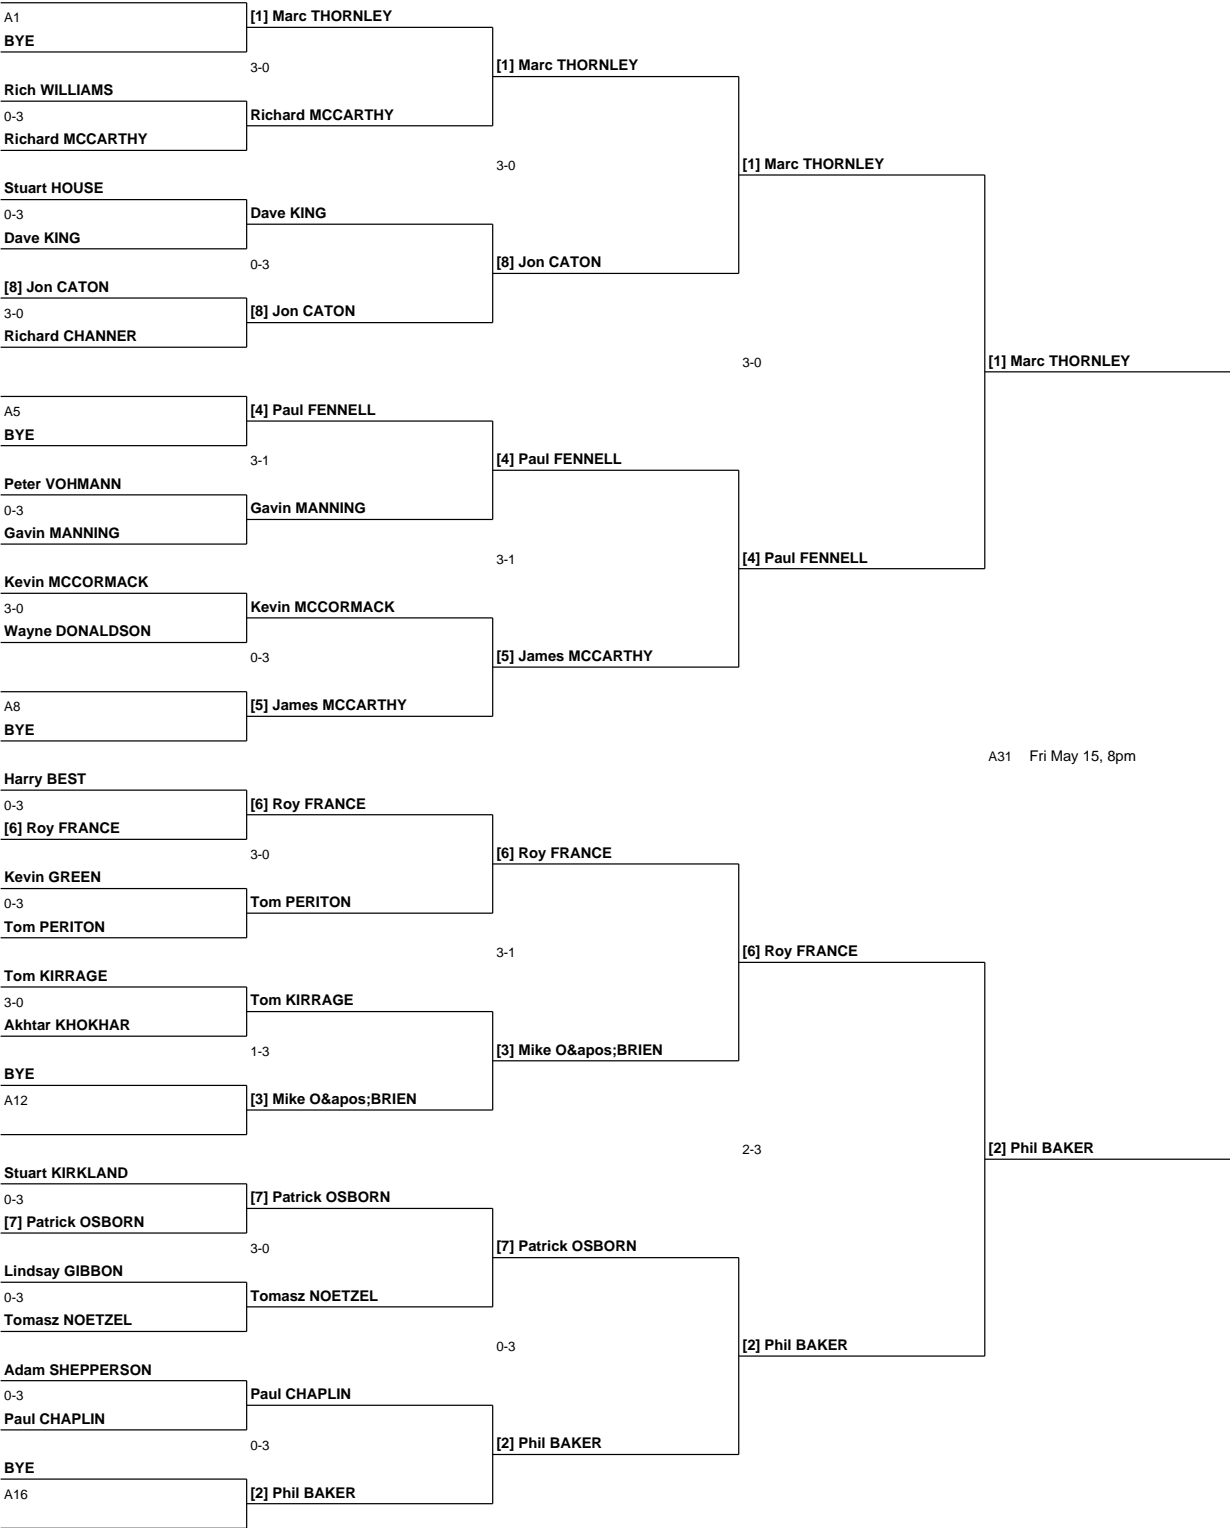 A1
[1] Marc THORNLEY
BYE
3-0
[1] Marc THORNLEY
Rich WILLIAMS
0-3
Richard MCCARTHY
Richard MCCARTHY
3-0
[1] Marc THORNLEY
Stuart HOUSE
0-3
Dave KING
Dave KING
0-3
[8] Jon CATON
[8] Jon CATON
3-0
[8] Jon CATON
Richard CHANNER
3-0
[1] Marc THORNLEY
A5
[4] Paul FENNELL
BYE
3-1
[4] Paul FENNELL
Peter VOHMANN
0-3
Gavin MANNING
Gavin MANNING
3-1
[4] Paul FENNELL
Kevin MCCORMACK
3-0
Kevin MCCORMACK
Wayne DONALDSON
0-3
[5] James MCCARTHY
A8
[5] James MCCARTHY
BYE
A31 Fri May 15, 8pm
Harry BEST
0-3
[6] Roy FRANCE
[6] Roy FRANCE
3-0
[6] Roy FRANCE
Kevin GREEN
0-3
Tom PERITON
Tom PERITON
3-1
[6] Roy FRANCE
Tom KIRRAGE
3-0
Tom KIRRAGE
Akhtar KHOKHAR
1-3
[3] Mike O&apos;BRIEN
BYE
A12
[3] Mike O&apos;BRIEN
2-3
[2] Phil BAKER
Stuart KIRKLAND
0-3
[7] Patrick OSBORN
[7] Patrick OSBORN
3-0
[7] Patrick OSBORN
Lindsay GIBBON
0-3
Tomasz NOETZEL
Tomasz NOETZEL
0-3
[2] Phil BAKER
Adam SHEPPERSON
0-3
Paul CHAPLIN
Paul CHAPLIN
0-3
[2] Phil BAKER
BYE
A16
[2] Phil BAKER